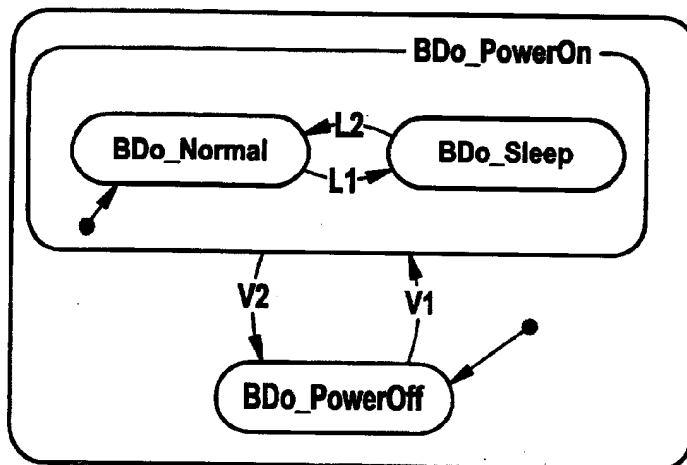 BDo_PowerOn
L2
BDo_Normal
BDo_Sleep
L1
V2
V1
BDo_PowerOff